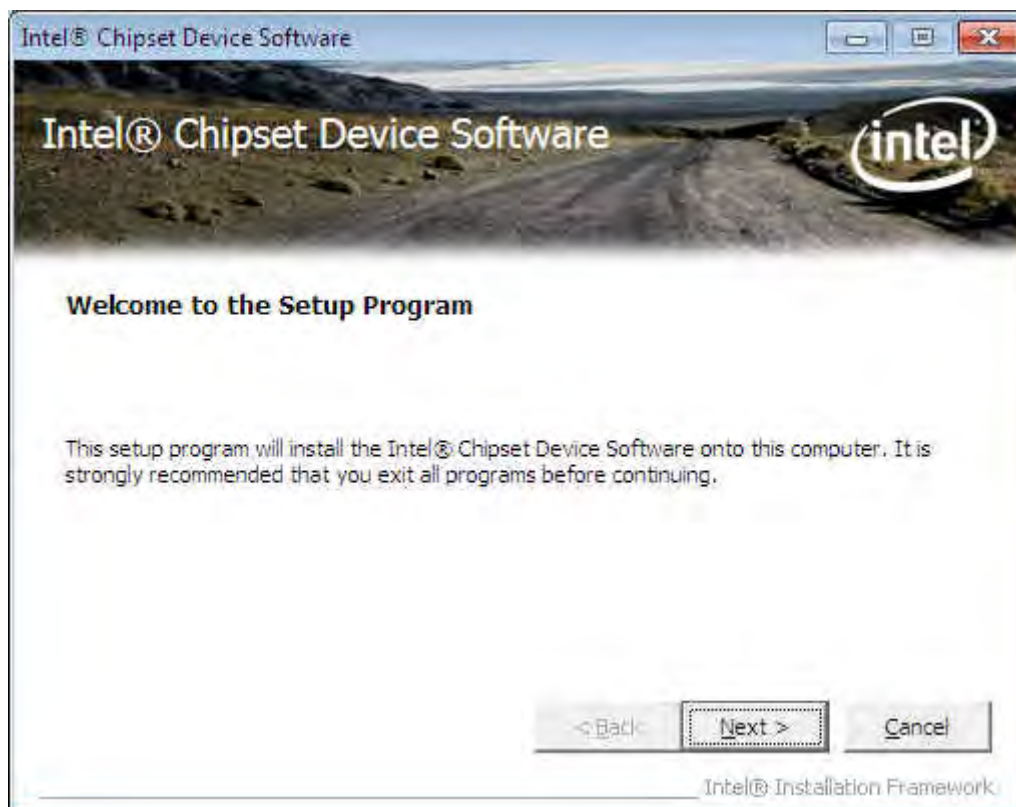 Intel® Chipset Device Software
Intel® Chipset Device Software
intel
Welcome to the Setup Program
This setup program will install the Intel® Chipset Device Software onto this computer. It is
strongly recommended that you exit all programs before continuing.
< Back
Next >
Cancel
Intel® Installation Framework